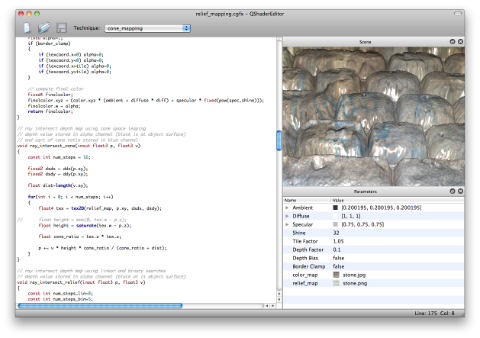 relief_mapping.cgfx - QShaderEditor
Technique: cone_mapping
fixed alpha=1;
if (border_clamp)
{
if (texcoord.x<0) alpha=0;
if (texcoord.y<0) alpha=0;
if (texcoord.x>tile) alpha=0;
if (texcoord.y>tile) alpha=0;
}
// compute final color
fixed4 finalcolor;
finalcolor.xyz = (color.xyz * (ambient + diffuse * diff) + specular * fixed(pow(spec,shine)));
finalcolor.w = alpha;
return finalcolor;
}
// ray intersect depth map using cone space leaping
// depth value stored in alpha channel (black is at object surface)
// and sqrt of cone ratio stored in blue channel
void ray_intersect_cone(inout float3 p, float3 v)
{
const int num_steps = 10;
fixed2 dsdx = ddx(p.xy);
fixed2 dsdy = ddy(p.xy);
float dist=length(v.xy);
for(int i = 0; i < num_steps; i++)
{
float4 tex = tex2D(relief_map, p.xy, dsdx, dsdy);
// float height = max(0, tex.w - p.z);
float height = saturate(tex.w - p.z);
float cone_ratio = tex.z * tex.z;
p += v * height * cone_ratio / (cone_ratio + dist);
}
}
// ray intersect depth map using linear and binary searches
// depth value stored in alpha channel (black at is object surface)
void ray_intersect_relief(inout float3 p, float3 v)
{
const int num_steps_lin=8;
const int num_steps_bin=5;
Scene
Parameters
Name Value
Ambient [0.200195, 0.200195, 0.200195]
Diffuse [1, 1, 1]
Specular [0.75, 0.75, 0.75]
Shine 32
Tile Factor 1.05
Depth Factor 0.1
Depth Bias false
Border Clamp false
color_map stone.jpg
relief_map stone.png
Line: 175 Col: 8